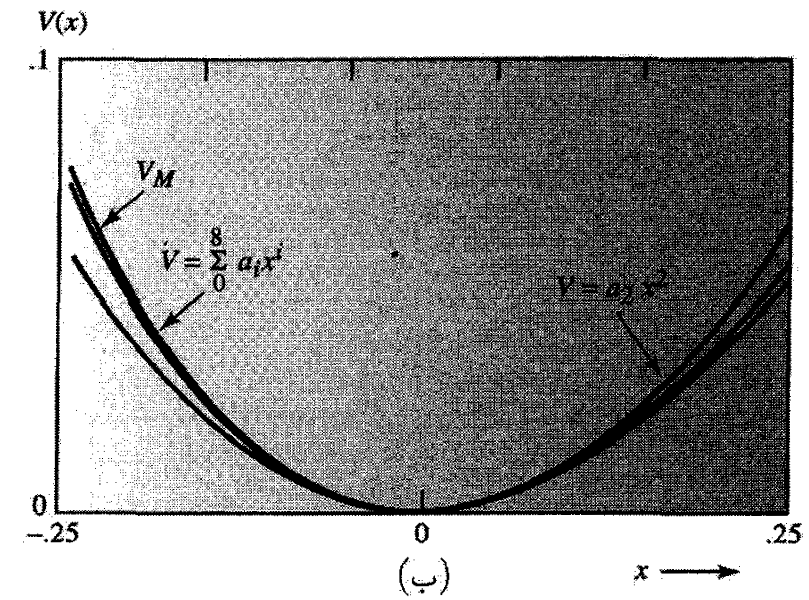 V(x)
.1
V_M
V = Σ_0^8 a_i x^i
V = a_2 x^2
0
-.25
0
.25
(ب)
x